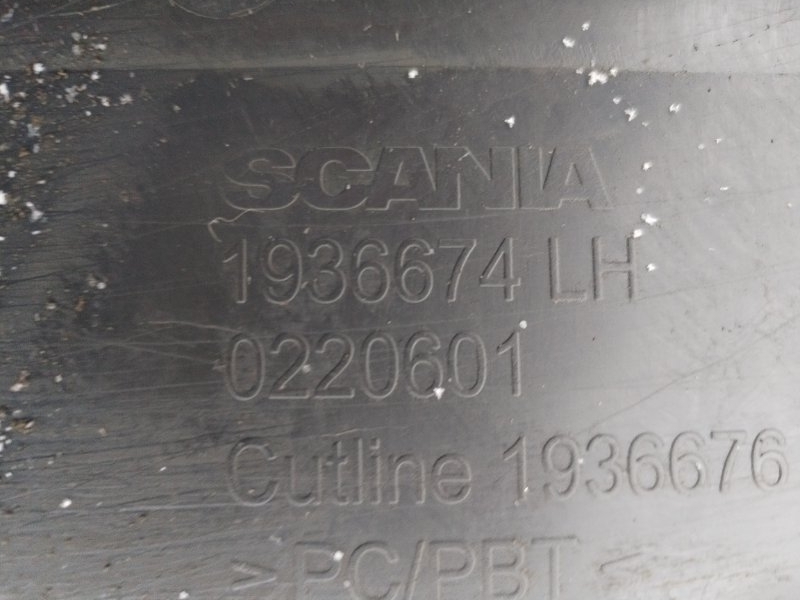 SCANIA
1936674 LH
0220601
Cutline 1936676
>PC/PBT<